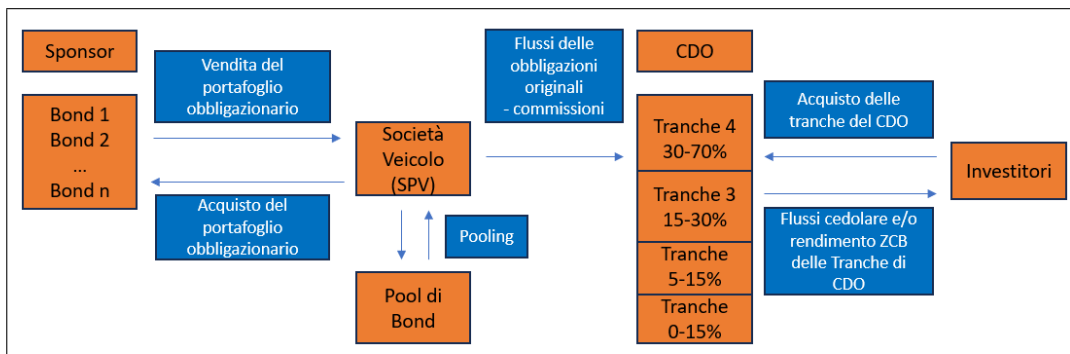 Sponsor
Vendita del
portafoglio
obbligazionario
Flussi delle
obbligazioni
originali
- commissioni
CDO
Bond 1
Bond 2
...
Bond n
Società
Veicolo
(SPV)
Acquisto del
portafoglio
obbligazionario
Pooling
Pool di
Bond
Tranche 4
30-70%
Tranche 3
15-30%
Tranche
5-15%
Tranche
0-15%
Acquisto delle
tranche del CDO
Investitori
Flussi cedolare e/o
rendimento ZCB
delle Tranche di
CDO